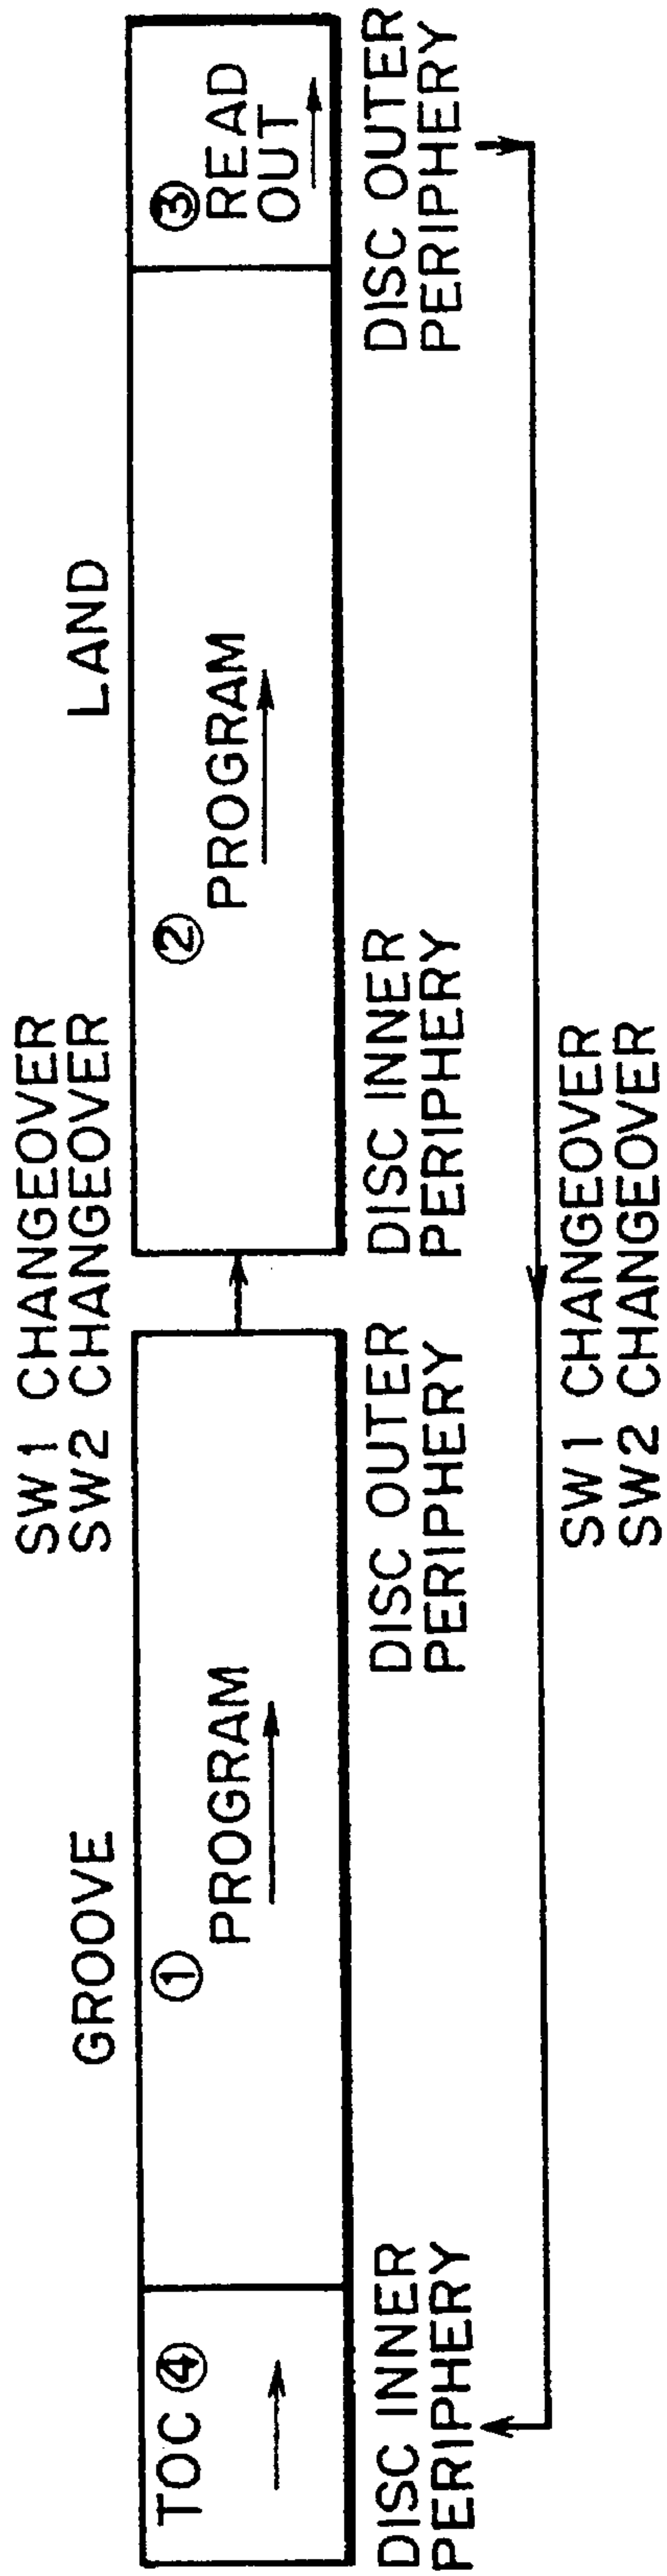 SW1 CHANGEOVER
SW2 CHANGEOVER
GROOVE
LAND
TOC ④
① PROGRAM
② PROGRAM
③ READ
OUT
DISC INNER
PERIPHERY
DISC OUTER
PERIPHERY
DISC INNER
PERIPHERY
DISC OUTER
PERIPHERY
SW1 CHANGEOVER
SW2 CHANGEOVER